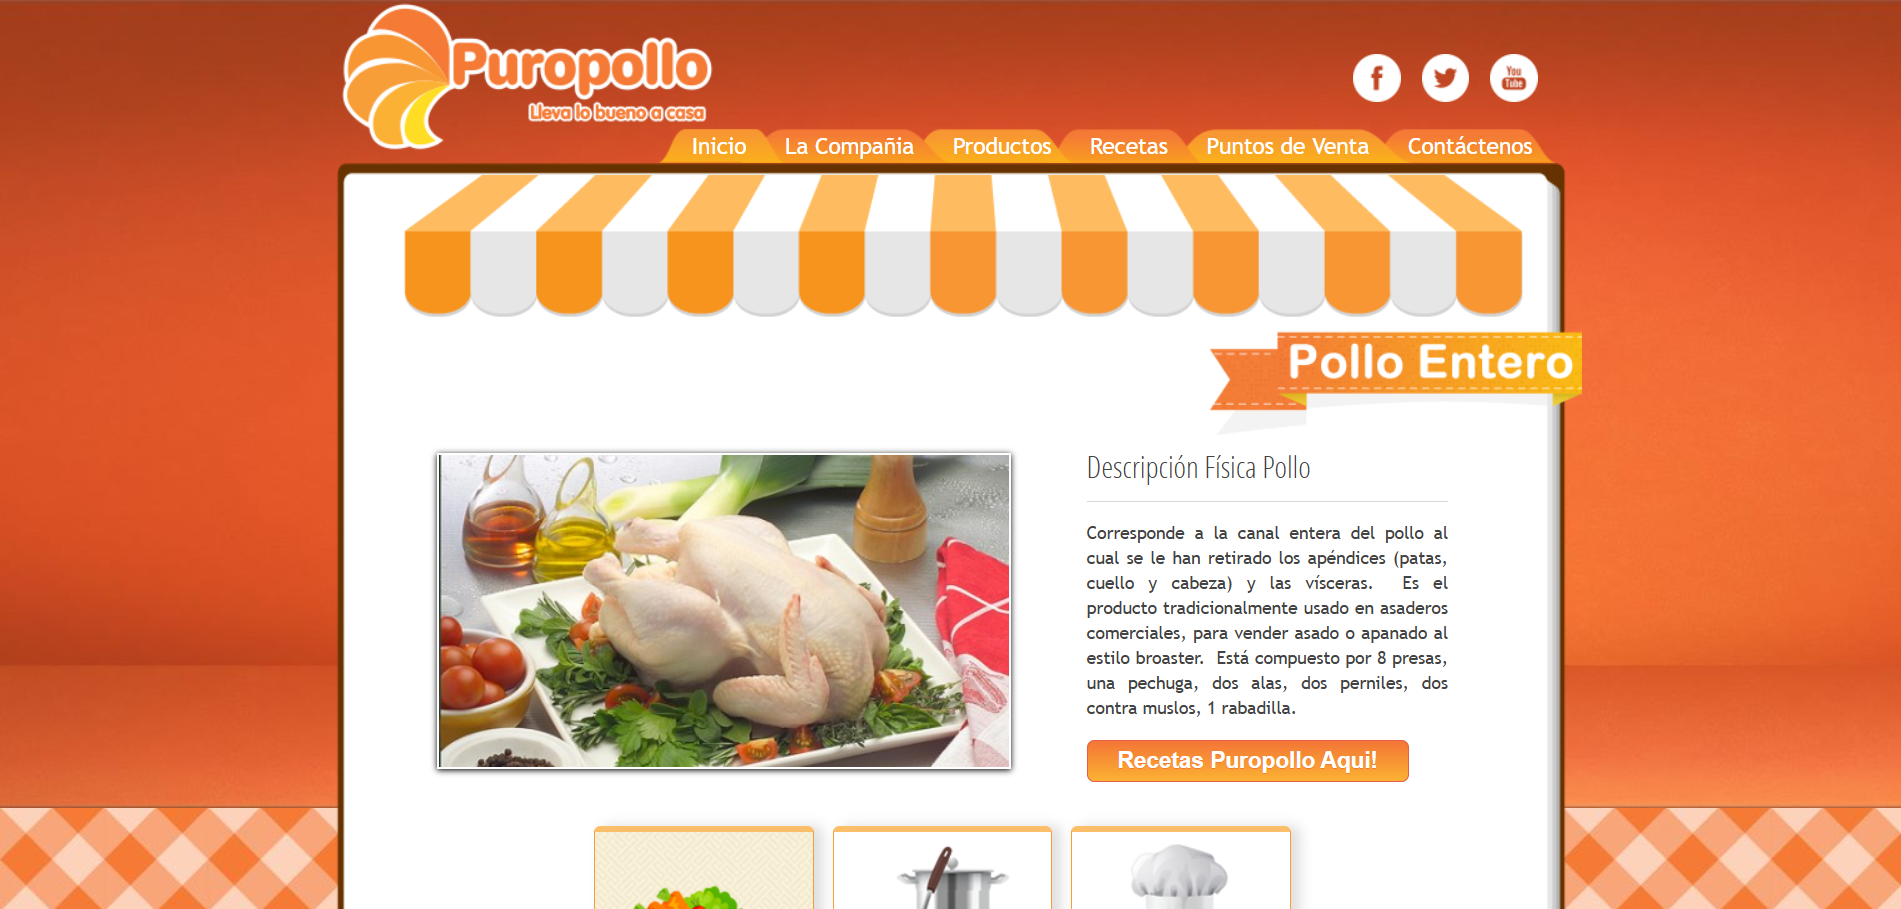 Puropollo
Lleva lo bueno a casa
You
Tube
Inicio
La Compañia
Productos
Recetas
Puntos de Venta
Contáctenos
Pollo Entero
Descripción Física Pollo
Corresponde a la canal entera del pollo al
cual se le han retirado los apéndices (patas,
cuello y cabeza) y las vísceras. Es el
producto tradicionalmente usado en asaderos
comerciales, para vender asado o apanado al
estilo broaster. Está compuesto por 8 presas,
una pechuga, dos alas, dos perniles, dos
contra muslos, 1 rabadilla.
Recetas Puropollo Aqui!